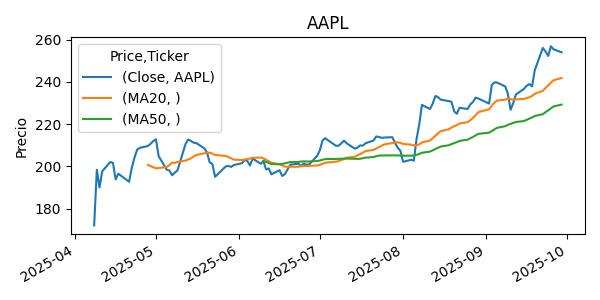 AAPL
Price,Ticker
(Close, AAPL)
(MA20, )
(MA50, )
Precio
260
240
220
200
180
2025-04
2025-05
2025-06
2025-07
2025-08
2025-09
2025-10